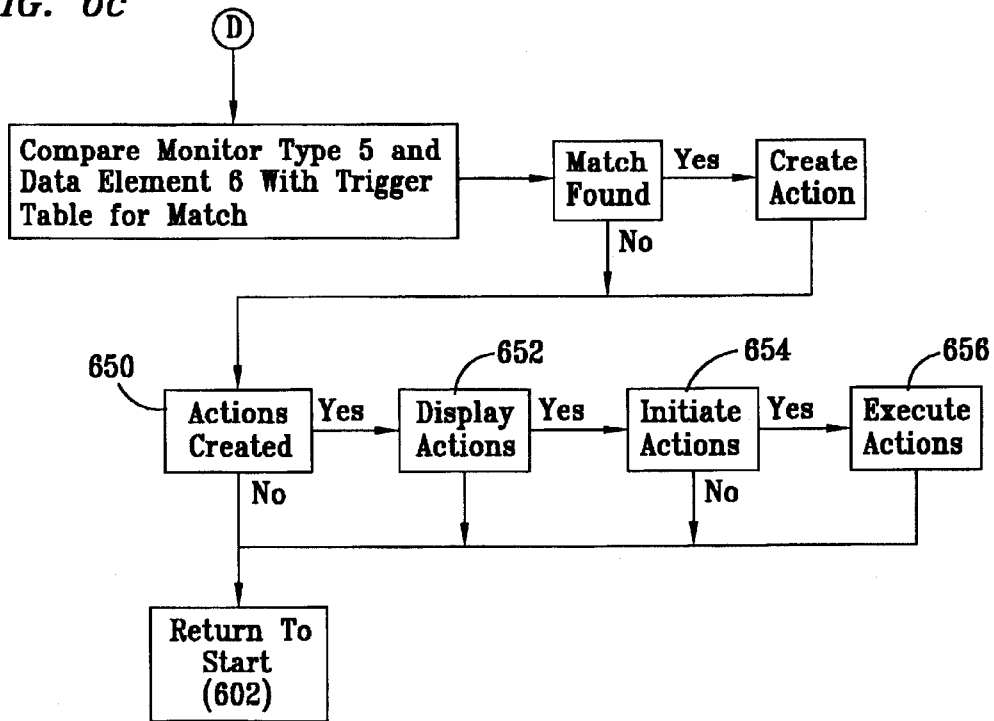 FIG. 6c
D
Compare Monitor Type 5 and
Data Element 6 With Trigger
Table for Match
Match
Found
Yes
Create
Action
No
650
652
654
656
Actions
Created
Yes
Display
Actions
Yes
Initiate
Actions
Yes
Execute
Actions
No
No
Return To
Start
(602)